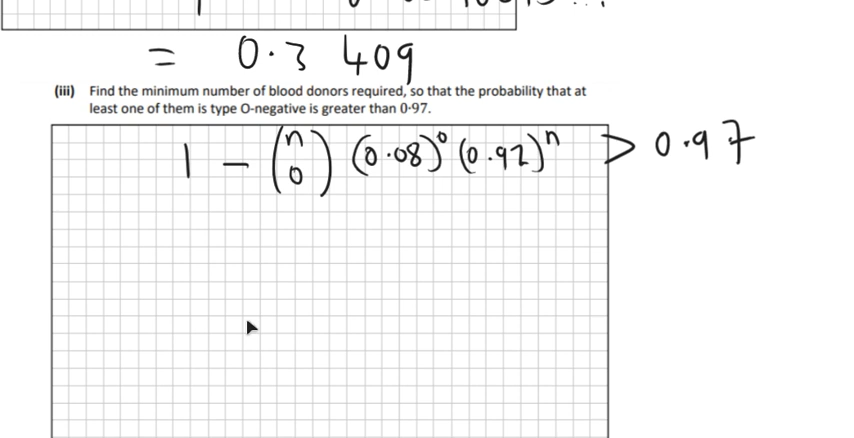 = 0.3409
(iii) Find the minimum number of blood donors required, so that the probability that at
least one of them is type O-negative is greater than 0·97.
1 - (n 0) (0.08)^0 (0.92)^n > 0.97